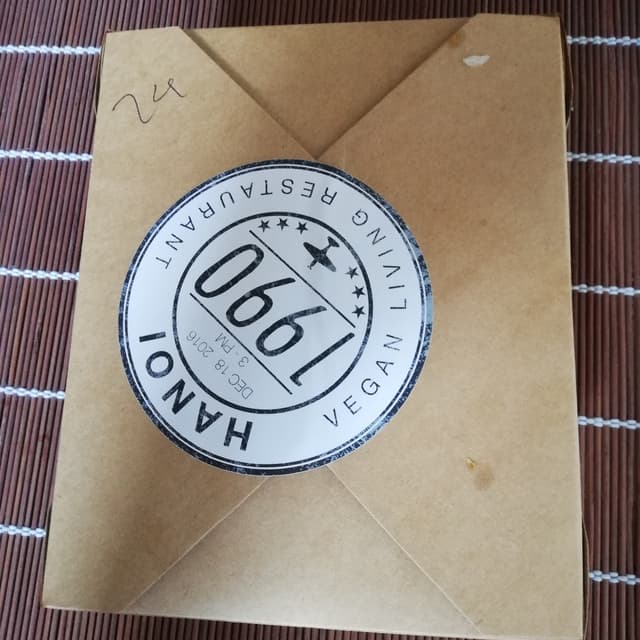 24
VEGAN LIVING RESTAURANT
1990
DEC 18 2016
3 PM
HANOI